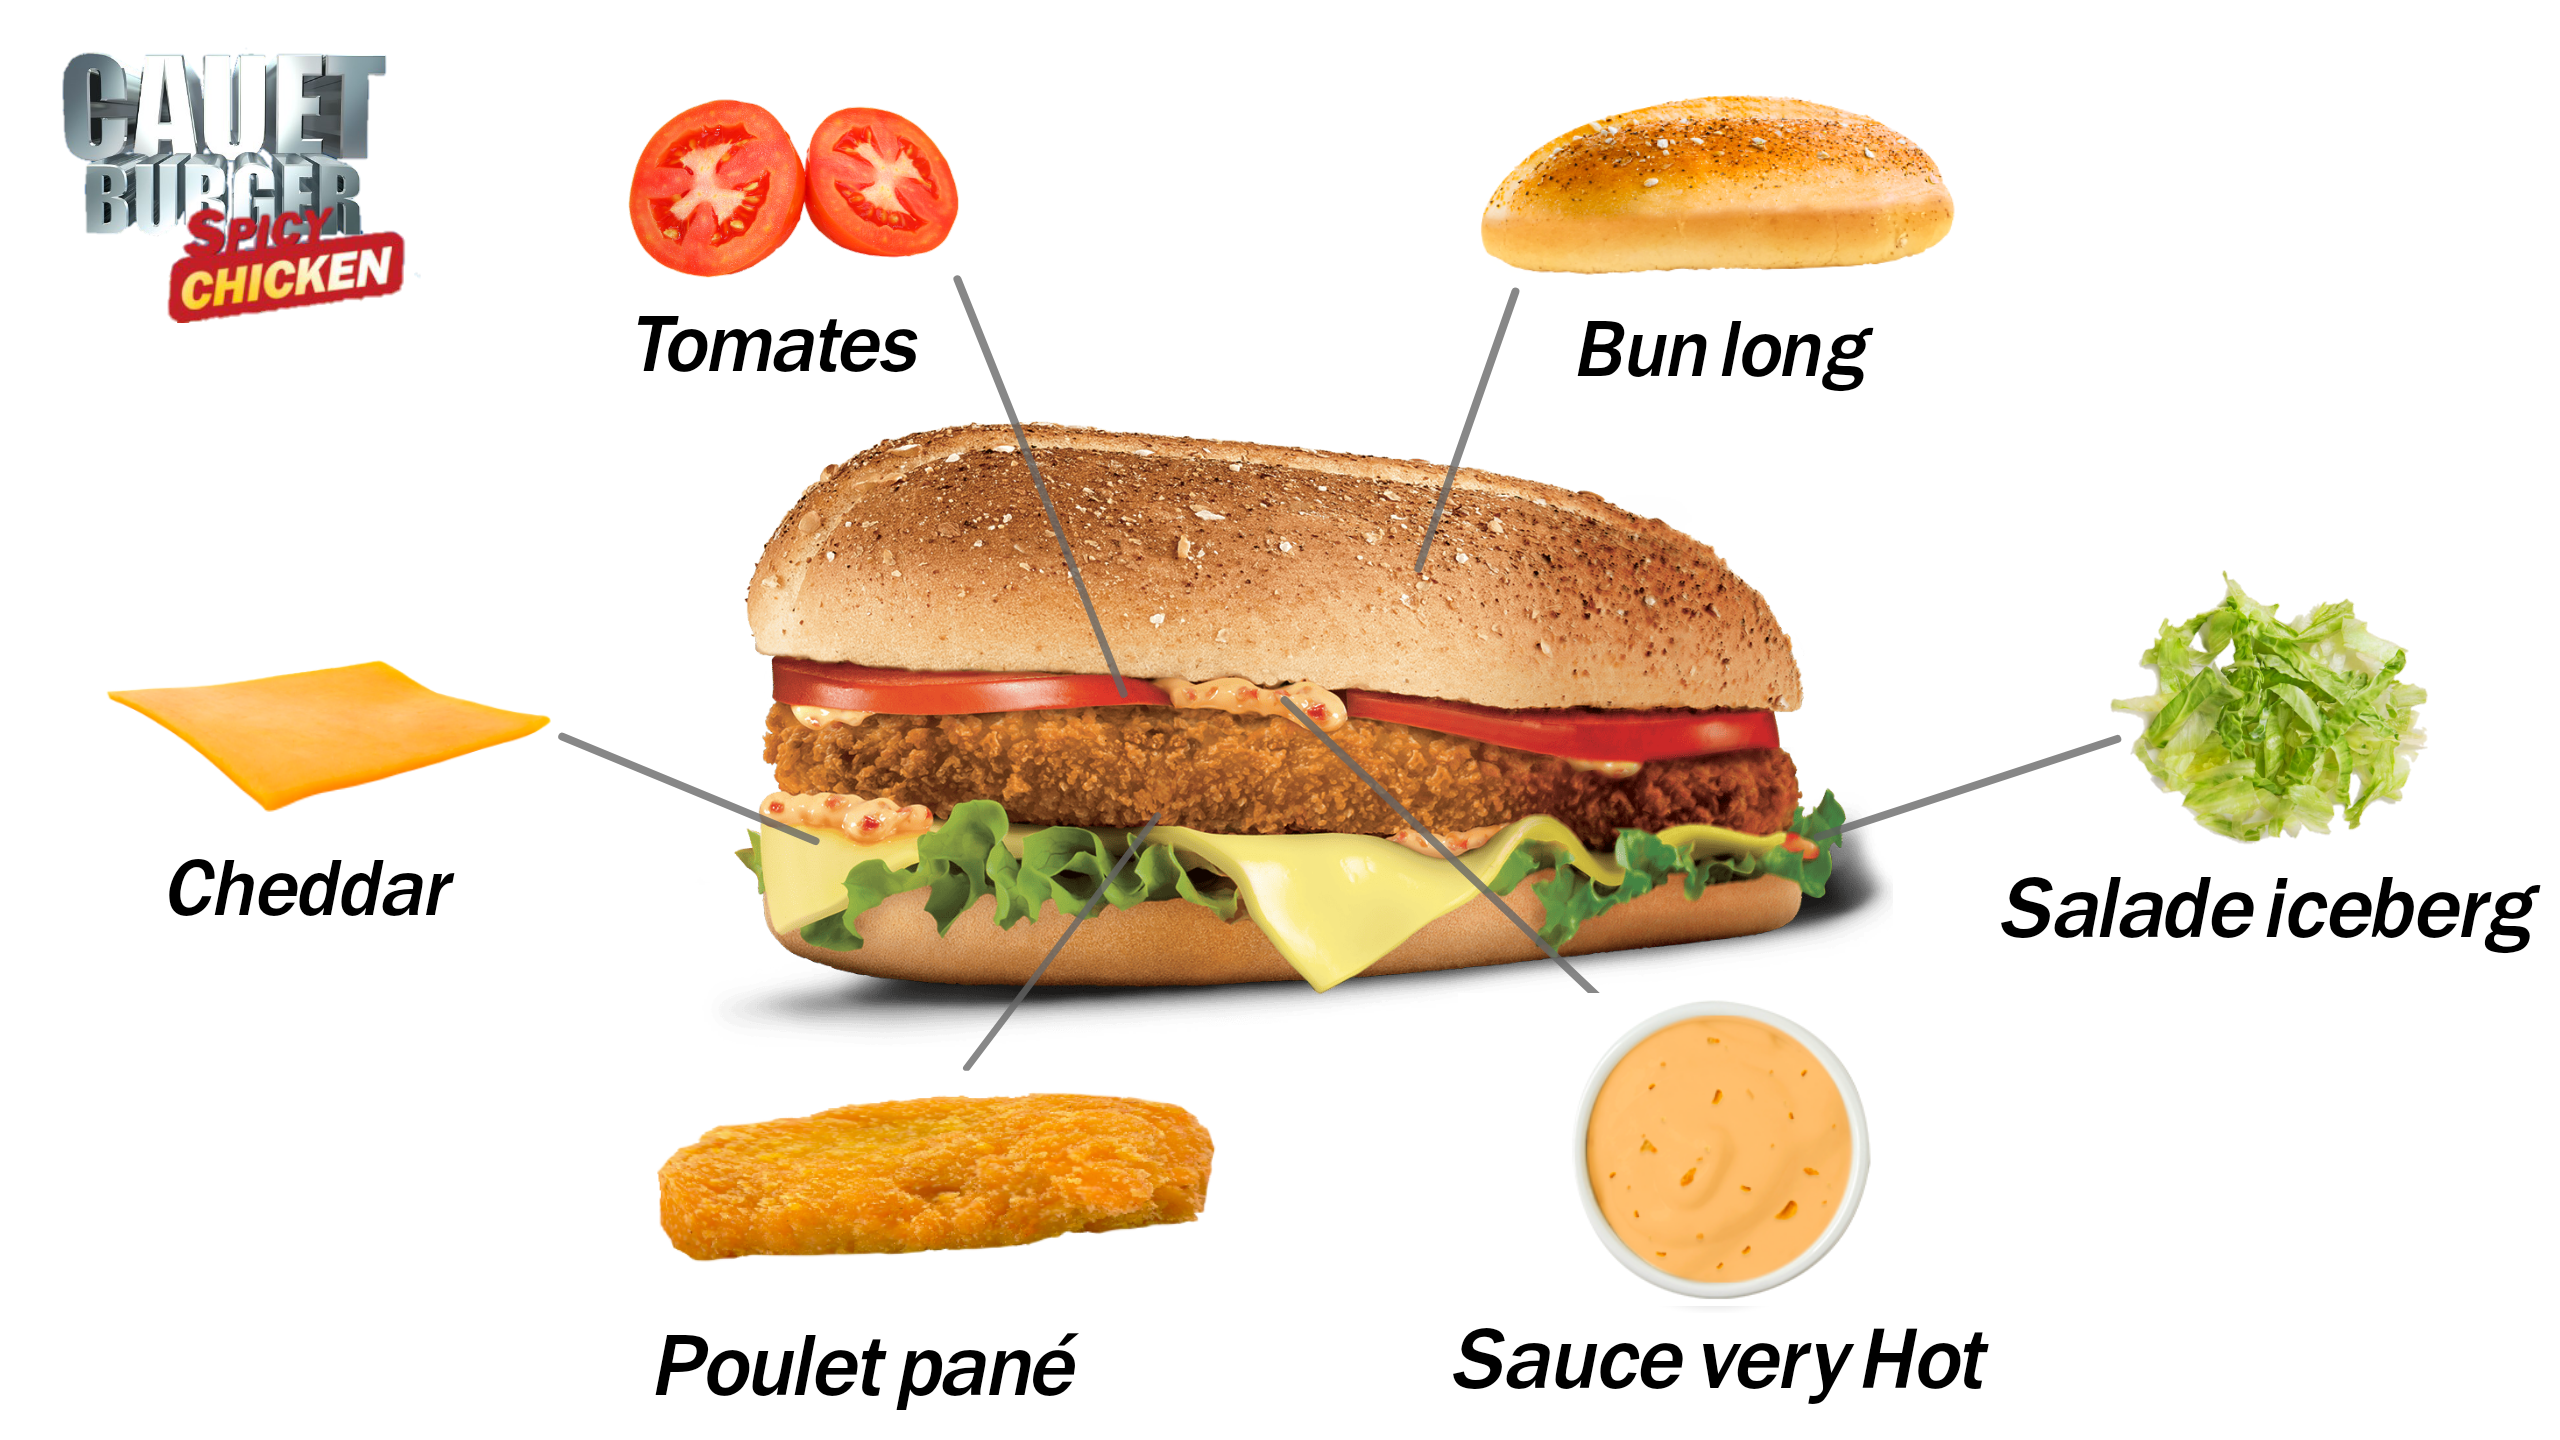 CAUET
BURGER
SPICY
CHICKEN
Tomates
Bun long
Cheddar
Salade iceberg
Poulet pané
Sauce very Hot